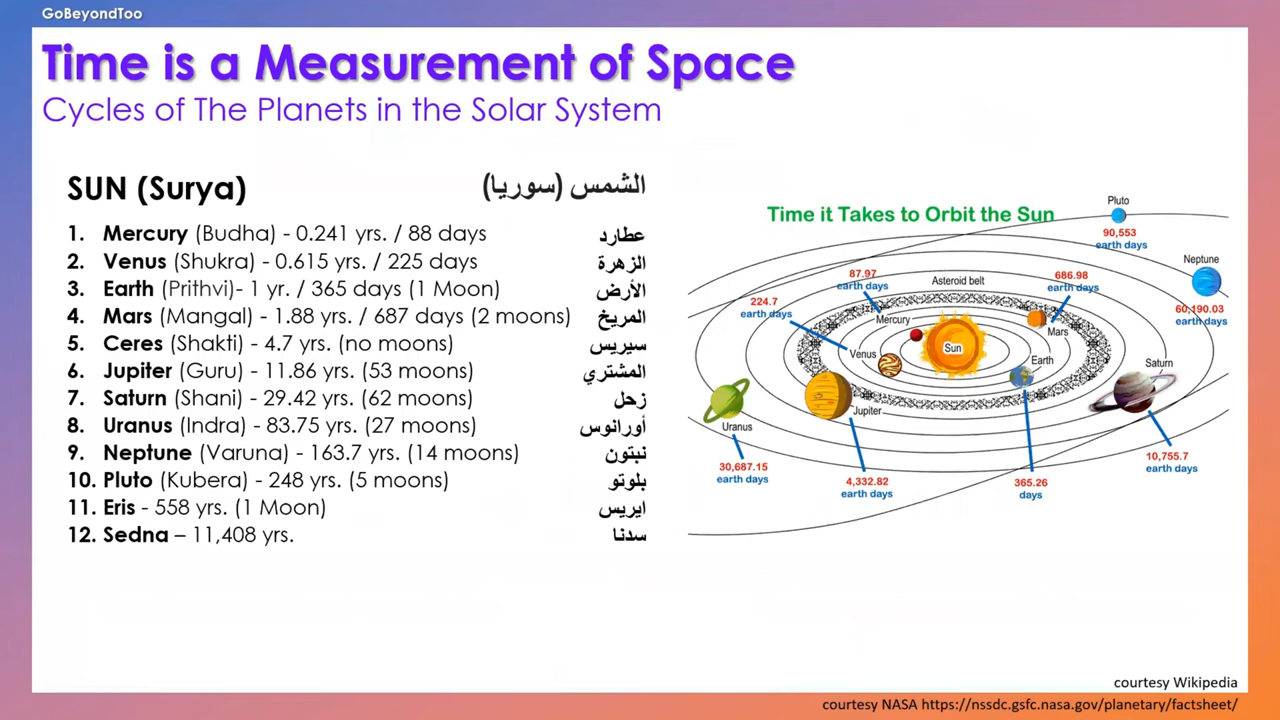 GoBeyondToo
Time is a Measurement of Space
Cycles of The Planets in the Solar System
SUN (Surya) الشمس (سوريا)
1. Mercury (Budha) - 0.241 yrs. / 88 days عطارد
2. Venus (Shukra) - 0.615 yrs. / 225 days الزهرة
3. Earth (Prithvi)- 1 yr. / 365 days (1 Moon) الأرض
4. Mars (Mangal) - 1.88 yrs. / 687 days (2 moons) المريخ
5. Ceres (Shakti) - 4.7 yrs. (no moons) سيريس
6. Jupiter (Guru) - 11.86 yrs. (53 moons) المشتري
7. Saturn (Shani) - 29.42 yrs. (62 moons) زحل
8. Uranus (Indra) - 83.75 yrs. (27 moons) أورانوس
9. Neptune (Varuna) - 163.7 yrs. (14 moons) نبتون
10. Pluto (Kubera) - 248 yrs. (5 moons) بلوتو
11. Eris - 558 yrs. (1 Moon) ايريس
12. Sedna – 11,408 yrs. سدنا
Time it Takes to Orbit the Sun
Pluto
90,553
earth days
Neptune
60,190.03
earth days
87.97
earth days
Asteroid belt
686.98
earth days
224.7
earth days
Mercury
Mars
Venus
Sun
Earth
Saturn
Jupiter
Uranus
30,687.15
earth days
4,332.82
earth days
365.26
days
10,755.7
earth days
courtesy Wikipedia
courtesy NASA https://nssdc.gsfc.nasa.gov/planetary/factsheet/